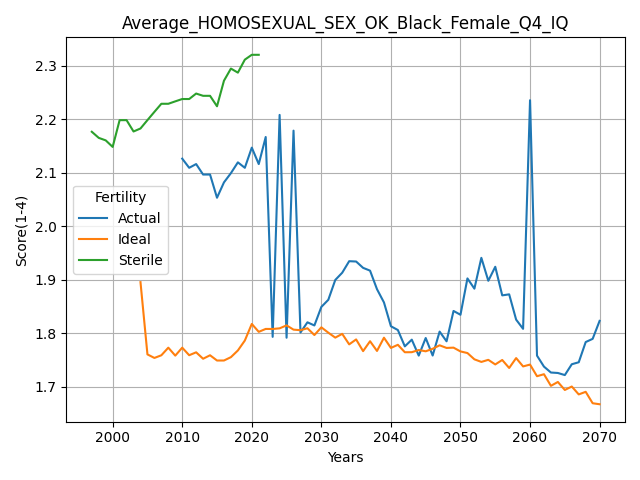 Average_HOMOSEXUAL_SEX_OK_Black_Female_Q4_IQ
Score(1-4)
2.3
2.2
2.1
2.0
1.9
1.8
1.7
Fertility
Actual
Ideal
Sterile
2000 2010 2020 2030 2040 2050 2060 2070
Years